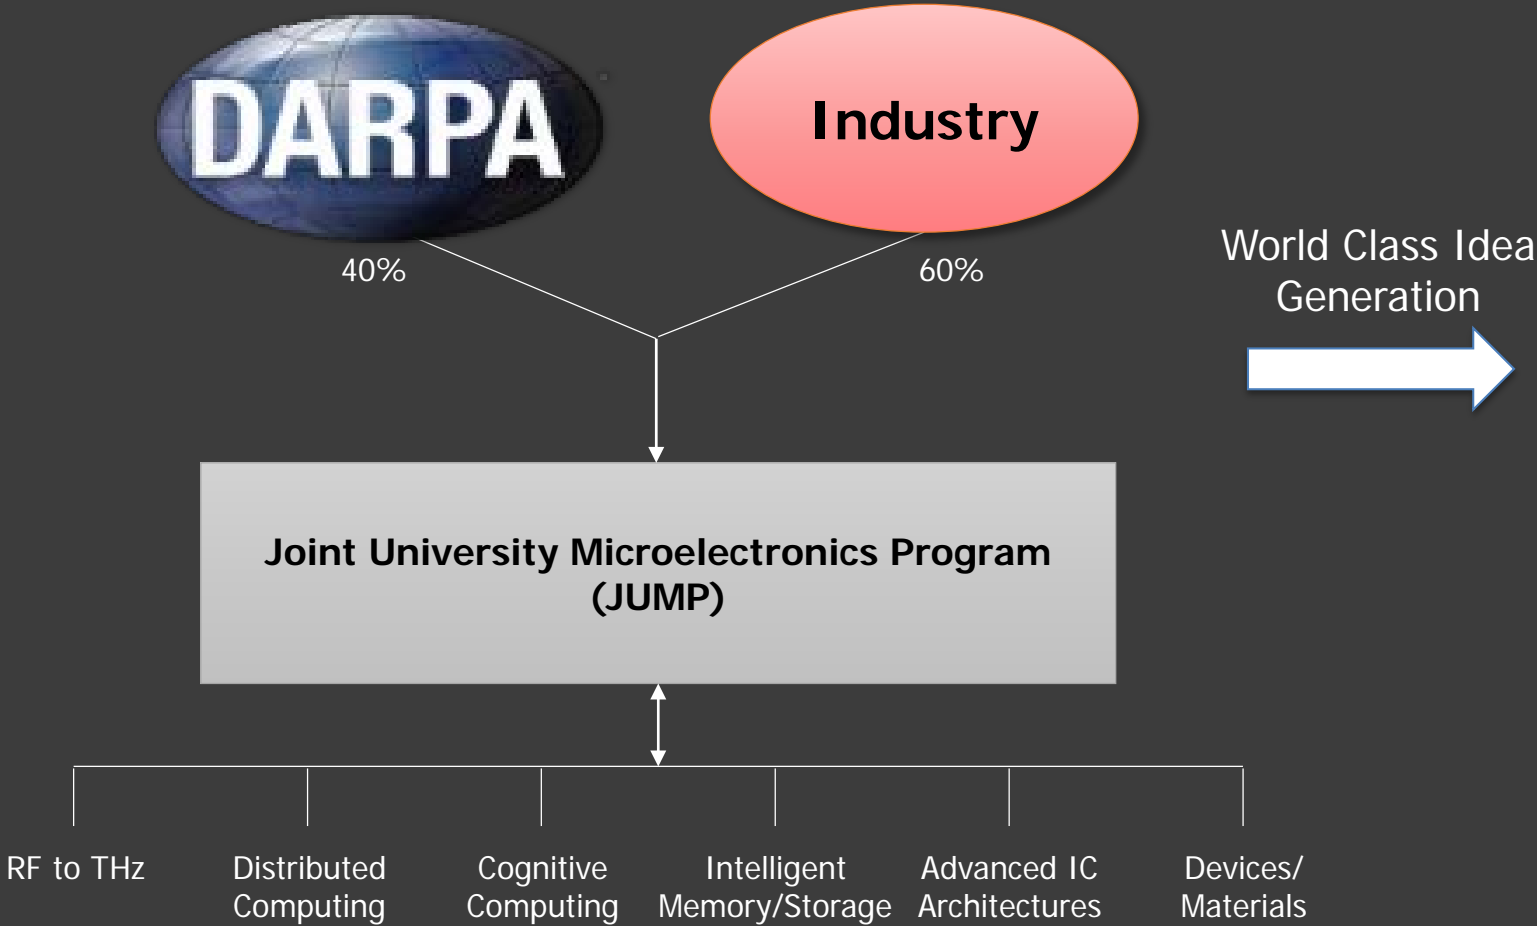 DARPA
Industry
40%
60%
World Class Idea
Generation
Joint University Microelectronics Program
(JUMP)
RF to THz
Distributed
Computing
Cognitive
Computing
Intelligent
Memory/Storage
Advanced IC
Architectures
Devices/
Materials